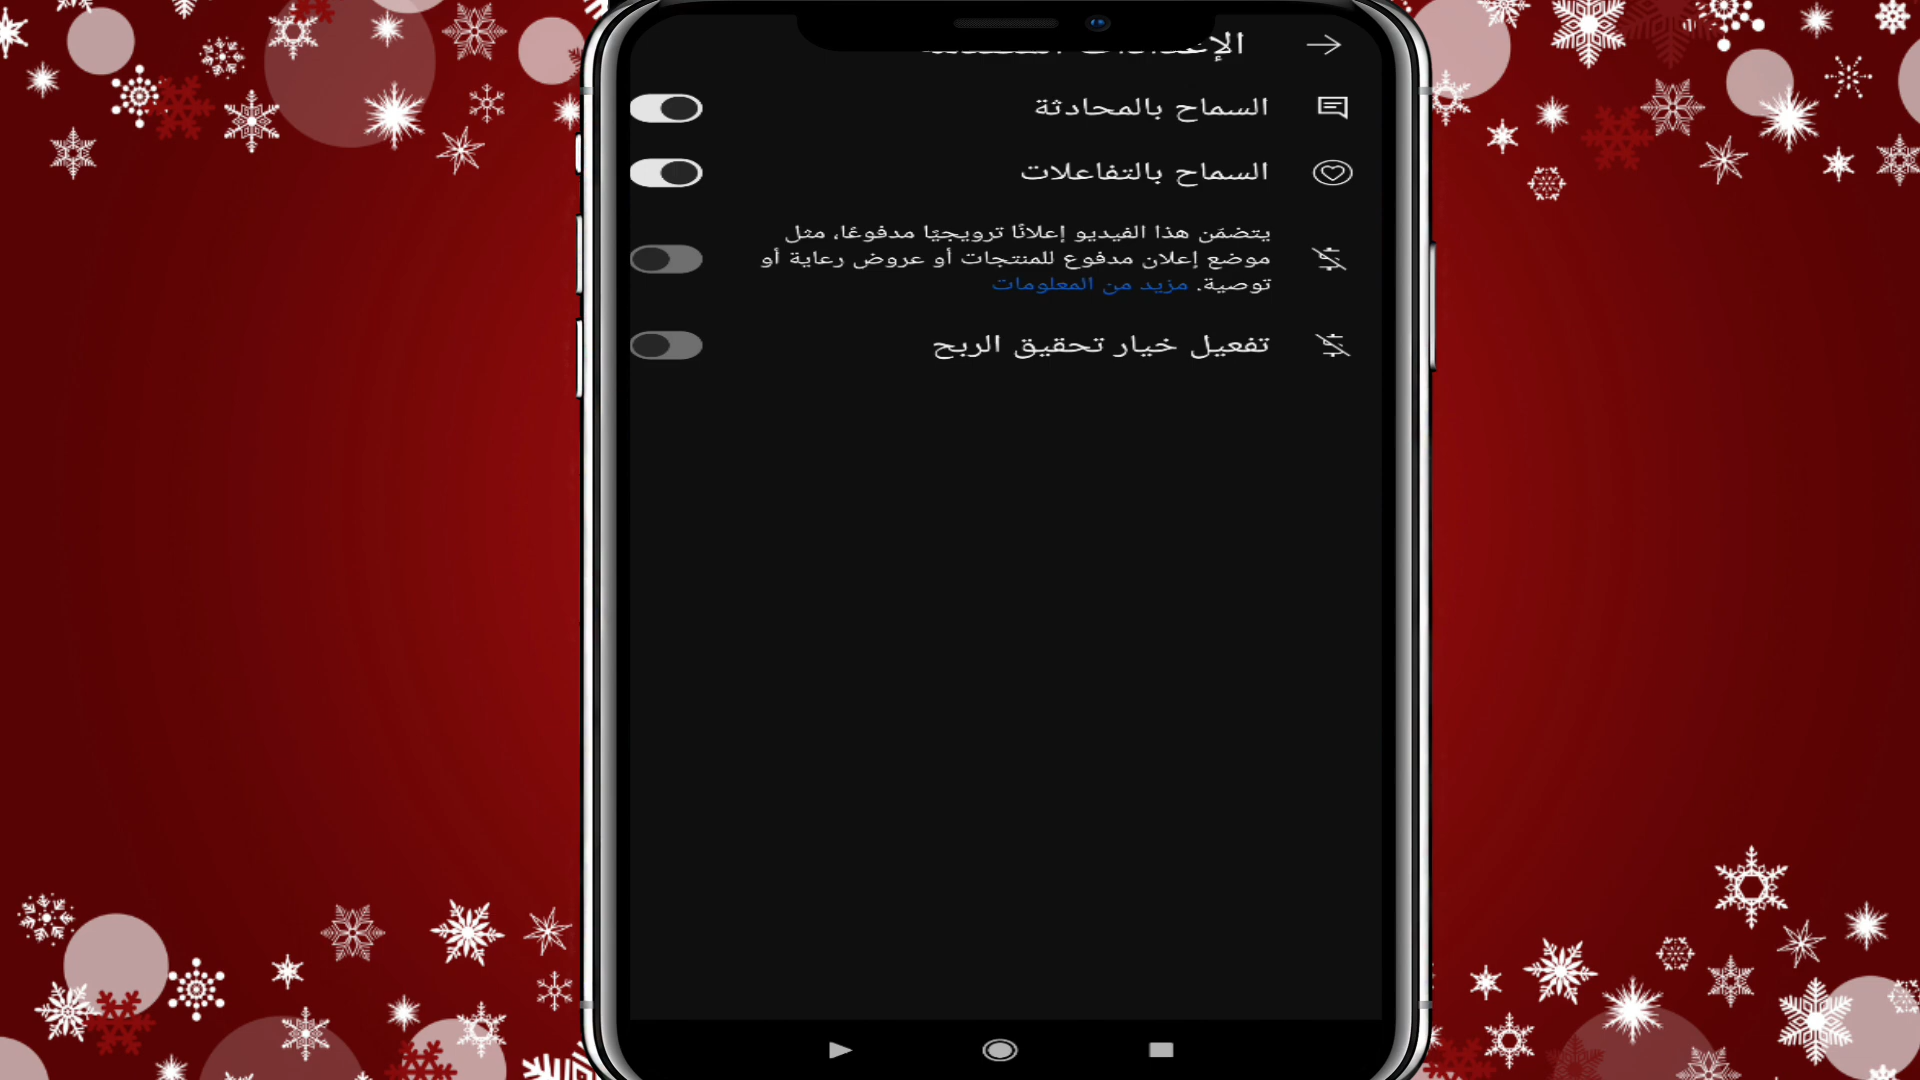 السماح بالمحادثة
السماح بالتفاعلات
يتضمّن هذا الفيديو إعلانًا ترويجيًا مدفوعًا، مثل
موضع إعلان مدفوع للمنتجات أو عروض رعاية أو
توصية. مزيد من المعلومات
تفعيل خيار تحقيق الربح